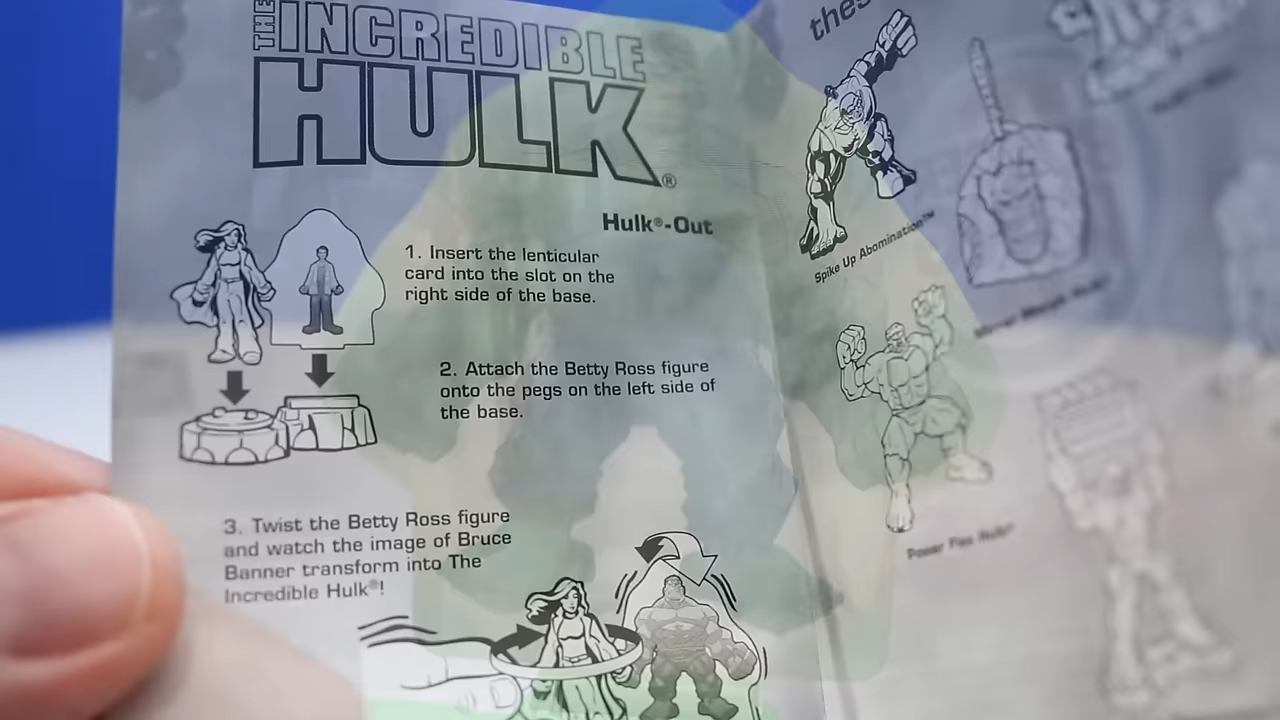 THE INCREDIBLE
HULK®
Hulk®-Out
1. Insert the lenticular
card into the slot on the
right side of the base.
2. Attach the Betty Ross figure
onto the pegs on the left side of
the base.
3. Twist the Betty Ross figure
and watch the image of Bruce
Banner transform into The
Incredible Hulk®!
thes
Spike Up Abomination™
Power Flex Hulk®